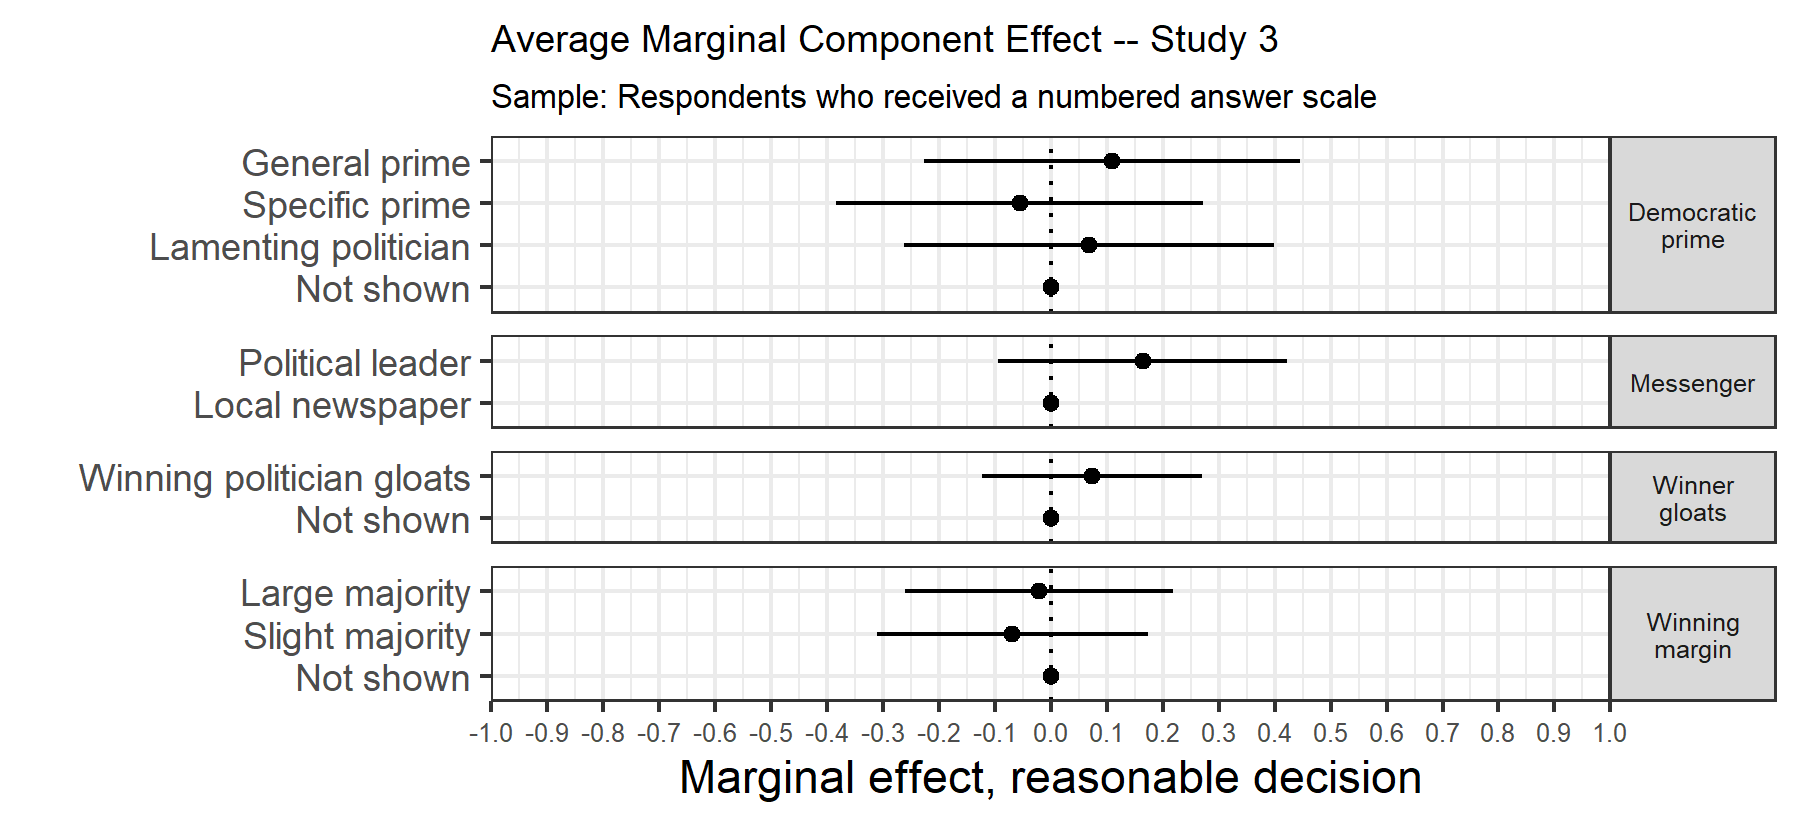 Average Marginal Component Effect -- Study 3
Sample: Respondents who received a numbered answer scale
General prime
Specific prime
Lamenting politician
Not shown
Democratic
prime
Political leader
Local newspaper
Messenger
Winning politician gloats
Not shown
Winner
gloats
Large majority
Slight majority
Not shown
Winning
margin
-1.0 -0.9 -0.8 -0.7 -0.6 -0.5 -0.4 -0.3 -0.2 -0.1 0.0 0.1 0.2 0.3 0.4 0.5 0.6 0.7 0.8 0.9 1.0
Marginal effect, reasonable decision